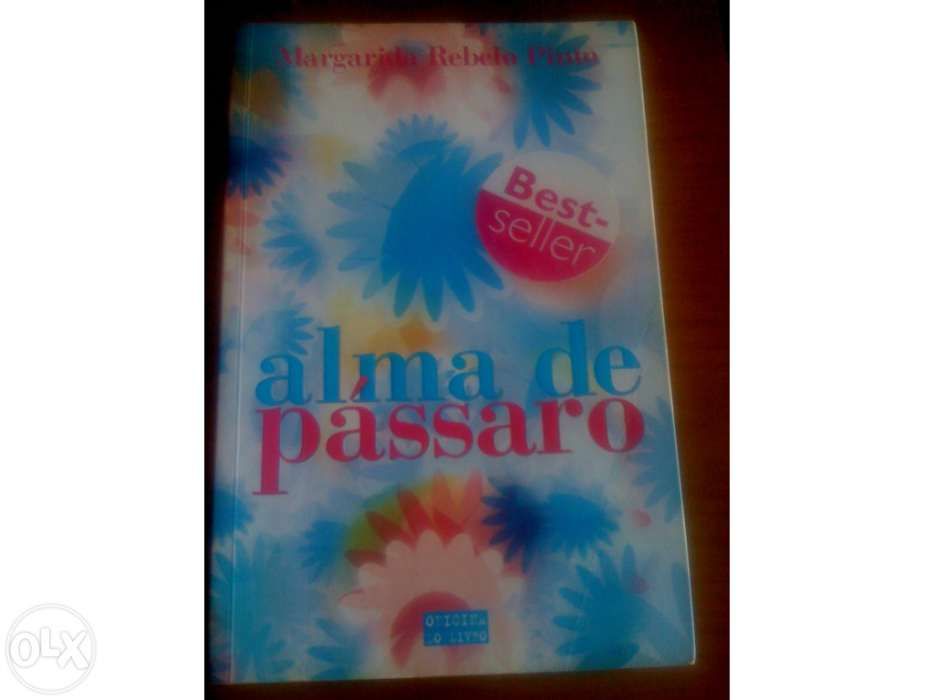 Margarida Rebelo Pinto
Best-
seller
alma de
pássaro
OFICINA
DO LIVRO
OLX